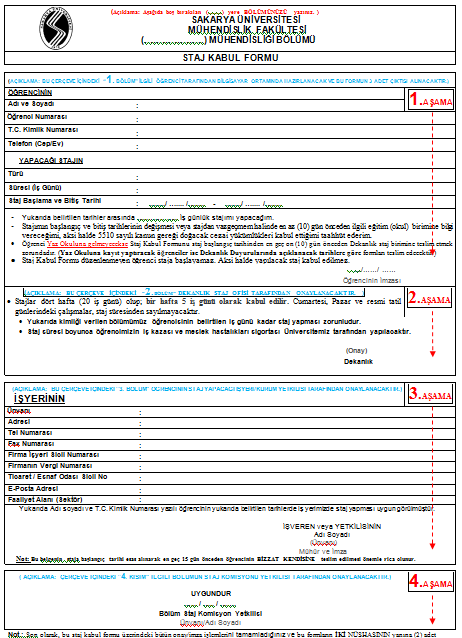 (Açıklama: Aşağıda boş bırakılan (.....) yere BÖLÜMÜNÜZÜ yazınız. )
SAKARYA ÜNİVERSİTESİ
MÜHENDİSLİK FAKÜLTESİ
(...............) MÜHENDİSLİĞİ BÖLÜMÜ
STAJ KABUL FORMU
(AÇIKLAMA: BU ÇERÇEVE İÇİNDEKİ "1. BÖLÜM" İLGİLİ ÖĞRENCİ TARAFINDAN BİLGİSAYAR ORTAMINDA HAZIRLANACAK VE BU FORMUN 2 ADET ÇIKTISI ALINACAKTIR.)
1.AŞAMA
ÖĞRENCİNİN
Adı ve Soyadı :
Öğrenci Numarası :
T.C. Kimlik Numarası :
Telefon (Cep/Ev) :
YAPACAĞI STAJIN
Türü :
Süresi (İş Günü) :
Staj Başlama ve Bitiş Tarihi : ..../ ....... /..... - ...../ ....... /.....
- Yukarıda belirtilen tarihler arasında ............... iş günlük stajımı yapacağım.
- Stajımın başlangıç ve bitiş tarihlerinin değişmesi veya stajdan vazgeçmem halinde en az (10) gün önceden ilgili eğitim (okul) birimine bilgi
vereceğimi, aksi halde 5510 sayılı kanun gereği doğacak cezai yükümlülükleri kabul ettiğimi taahhüt ederim.
• Öğrenci Yaz Okuluna gelmeyecekse Staj Kabul Formunu staj başlangıç tarihinden en geç on (10) gün önceden Dekanlık staj birimine teslim etmek
zorundadır. (Yaz Okuluna kayıt yaptıracak öğrenciler ise Dekanlık Duyurularında açıklanacak tarihlere göre formları teslim edecektir)
• Staj Kabul Formu düzenlenmeyen öğrenci staja başlayamaz. Aksi halde yapılacak staj kabul edilmez.
..../....../ ......
Öğrencinin İmzası
(AÇIKLAMA: BU ÇERÇEVE İÇİNDEKİ "2. BÖLÜM" DEKANLIK STAJ OFİSİ TARAFINDAN ONAYLANACAKTIR. )
2.AŞAMA
• Stajlar dört hafta (20 iş günü) olup; bir hafta 5 iş günü olarak kabul edilir. Cumartesi, Pazar ve resmi tatil
günlerindeki çalışmalar, staj süresinden sayılmayacaktır.
• Yukarıda kimliği verilen bölümümüz öğrencisinin belirtilen iş günü kadar staj yapması zorunludur.
• Staj süresi boyunca öğrencimizin iş kazası ve meslek hastalıkları sigortası Üniversitemiz tarafından yapılacaktır.
(Onay)
Dekanlık
(AÇIKLAMA: BU ÇERÇEVE İÇİNDEKİ "3. BÖLÜM" ÖĞRENCİNİN STAJ YAPACAĞI İŞYERİ/KURUM YETKİLİSİ TARAFINDAN ONAYLANACAKTIR.)
3.AŞAMA
İŞYERİNİN
Ünvanı :
Adresi :
Tel Numarası :
Fax Numarası :
Firma İşyeri Sicil Numarası :
Firmanın Vergi Numarası :
Ticaret / Esnaf Odası Sicil No :
E-Posta Adresi :
Faaliyet Alanı (Sektör) :
Yukarıda Adı soyadı ve T.C. Kimlik Numarası yazılı öğrencinin yukarıda belirtilen tarihlerde iş yerimizde staj yapması uygun görülmüştür.
İŞVEREN veya YETKİLİSİNİN
Adı Soyadı
(Ünvanı)
Mühür ve İmza
Not: Bu belgenin, staja başlangıç tarihi esas alınarak en geç 15 gün önceden öğrencinin BİZZAT KENDİSİNE teslim edilmesi önemle rica olunur.
( AÇIKLAMA: ÇERÇEVE İÇİNDEKİ "4. KISIM" İLGİLİ BÖLÜMÜN STAJ KOMİSYONU YETKİLİSİ TARAFINDAN ONAYLANACAKTIR.)
4.AŞAMA
UYGUNDUR
...../ ...../ .....
Bölüm Staj Komisyon Yetkilisi
Ünvanı/Adı Soyadı
Not : Son olarak, bu staj kabul formu üzerindeki bütün onay/imza işlemlerini tamamladığınız ve bu formların İKİ NÜSHASININ yanına (2) adet